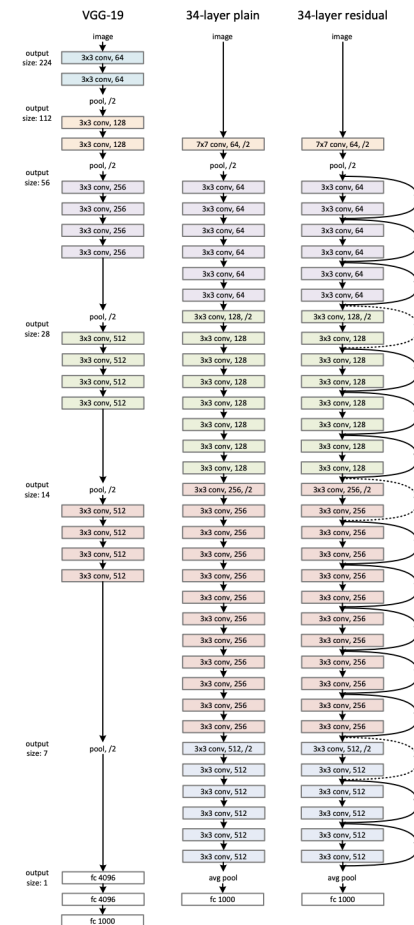 VGG-19
image
output
size: 224
3x3 conv, 64
3x3 conv, 64
pool, /2
output
size: 112
3x3 conv, 128
3x3 conv, 128
pool, /2
output
size: 56
3x3 conv, 256
3x3 conv, 256
3x3 conv, 256
3x3 conv, 256
pool, /2
output
size: 28
3x3 conv, 512
3x3 conv, 512
3x3 conv, 512
3x3 conv, 512
pool, /2
output
size: 14
3x3 conv, 512
3x3 conv, 512
3x3 conv, 512
3x3 conv, 512
pool, /2
output
size: 7
output
size: 1
fc 4096
fc 4096
fc 1000
34-layer plain
image
7x7 conv, 64, /2
pool, /2
3x3 conv, 64
3x3 conv, 64
3x3 conv, 64
3x3 conv, 64
3x3 conv, 64
3x3 conv, 64
3x3 conv, 128, /2
3x3 conv, 128
3x3 conv, 128
3x3 conv, 128
3x3 conv, 128
3x3 conv, 128
3x3 conv, 128
3x3 conv, 128
3x3 conv, 256, /2
3x3 conv, 256
3x3 conv, 256
3x3 conv, 256
3x3 conv, 256
3x3 conv, 256
3x3 conv, 256
3x3 conv, 256
3x3 conv, 256
3x3 conv, 256
3x3 conv, 256
3x3 conv, 256
3x3 conv, 512, /2
3x3 conv, 512
3x3 conv, 512
3x3 conv, 512
3x3 conv, 512
3x3 conv, 512
avg pool
fc 1000
34-layer residual
image
7x7 conv, 64, /2
pool, /2
3x3 conv, 64
3x3 conv, 64
3x3 conv, 64
3x3 conv, 64
3x3 conv, 64
3x3 conv, 64
3x3 conv, 128, /2
3x3 conv, 128
3x3 conv, 128
3x3 conv, 128
3x3 conv, 128
3x3 conv, 128
3x3 conv, 128
3x3 conv, 128
3x3 conv, 256, /2
3x3 conv, 256
3x3 conv, 256
3x3 conv, 256
3x3 conv, 256
3x3 conv, 256
3x3 conv, 256
3x3 conv, 256
3x3 conv, 256
3x3 conv, 256
3x3 conv, 256
3x3 conv, 256
3x3 conv, 512, /2
3x3 conv, 512
3x3 conv, 512
3x3 conv, 512
3x3 conv, 512
3x3 conv, 512
avg pool
fc 1000